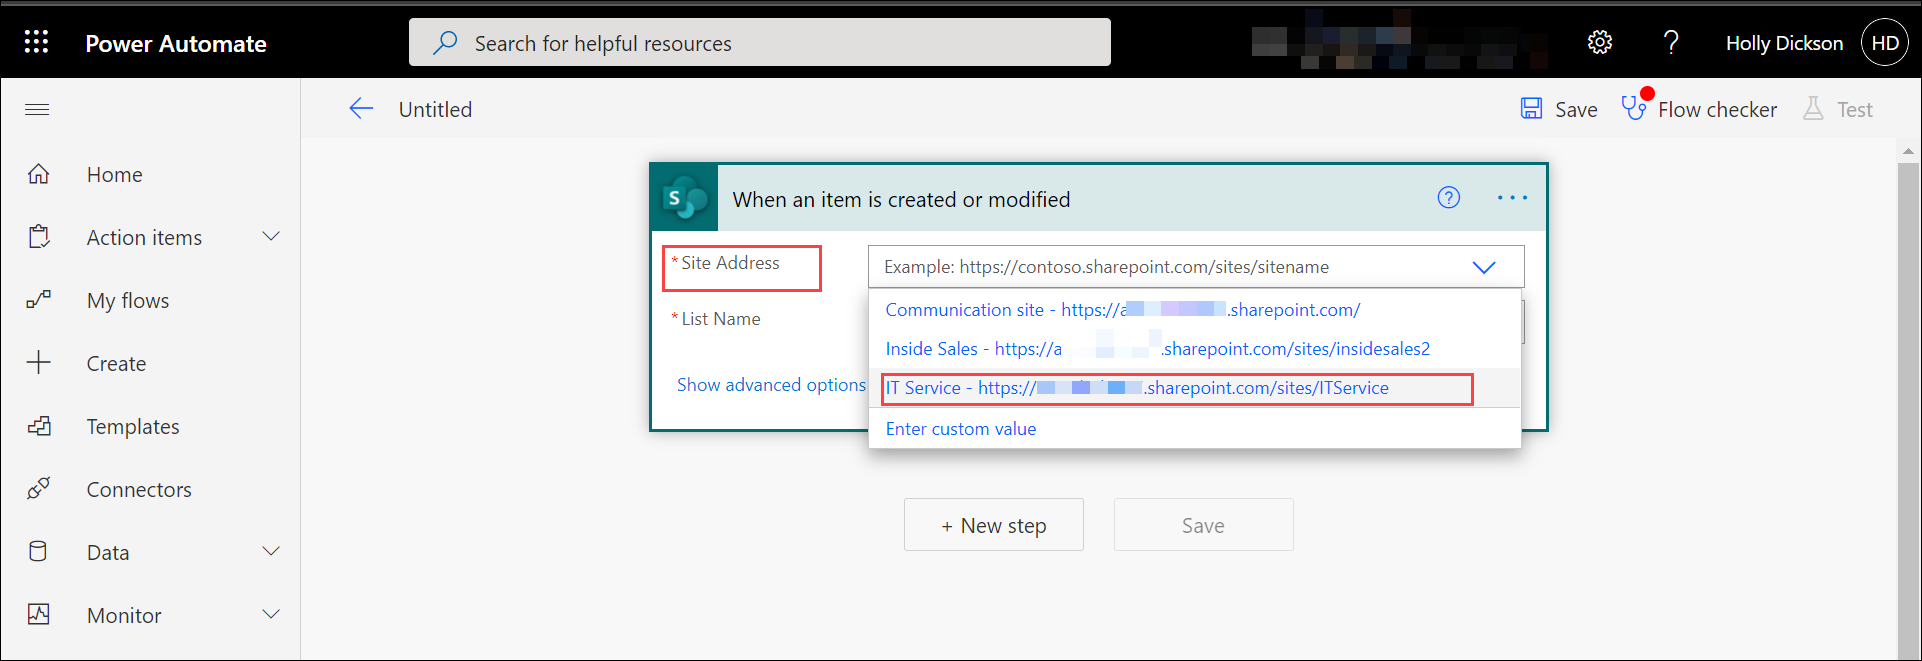 Power Automate
Search for helpful resources
?
Holly Dickson
HD
Untitled
Save
Flow checker
Test
Home
Action items
My flows
Create
Templates
Connectors
Data
Monitor
S
When an item is created or modified
?
...
*Site Address
Example: https://contoso.sharepoint.com/sites/sitename
*List Name
Communication site - https://a .sharepoint.com/
Inside Sales - https://a .sharepoint.com/sites/insidesales2
IT Service - https:// .sharepoint.com/sites/ITService
Enter custom value
Show advanced options
+ New step
Save